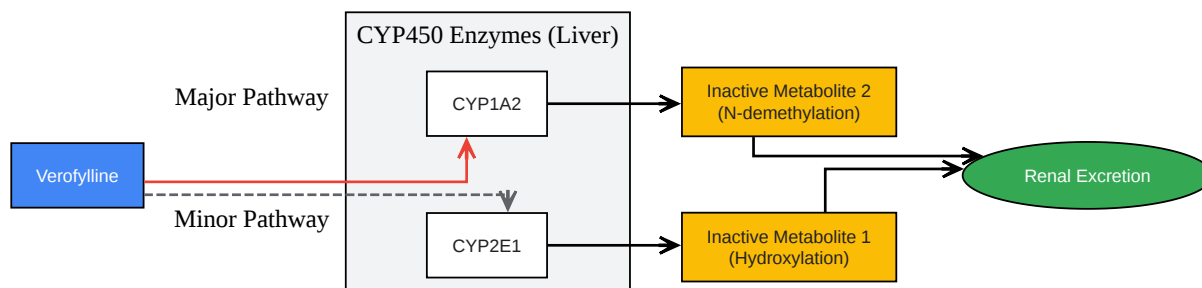 CYP450 Enzymes (Liver)
Major Pathway
CYP1A2
Inactive Metabolite 2
(N-demethylation)
Verofylline
Renal Excretion
Minor Pathway
CYP2E1
Inactive Metabolite 1
(Hydroxylation)